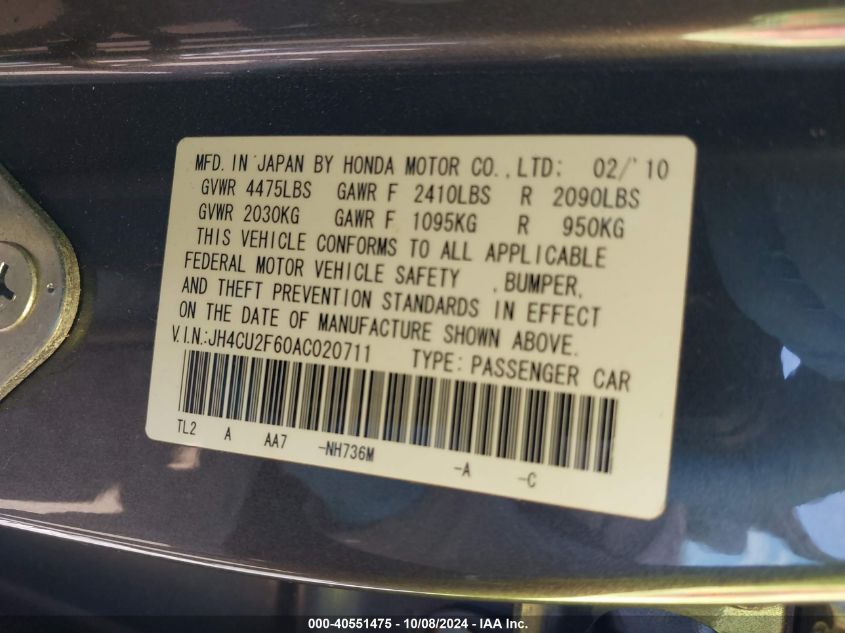 MFD. IN JAPAN BY HONDA MOTOR CO., LTD: 02/'10
GVWR 4475LBS GAWR F 2410LBS R 2090LBS
GVWR 2030KG GAWR F 1095KG R 950KG
THIS VEHICLE CONFORMS TO ALL APPLICABLE
FEDERAL MOTOR VEHICLE SAFETY , BUMPER,
AND THEFT PREVENTION STANDARDS IN EFFECT
ON THE DATE OF MANUFACTURE SHOWN ABOVE.
V.I.N.:JH4CU2F60AC020711 TYPE: PASSENGER CAR
TL2 A AA7 -NH736M -A -C
000-40551475 - 10/08/2024 - IAA Inc.